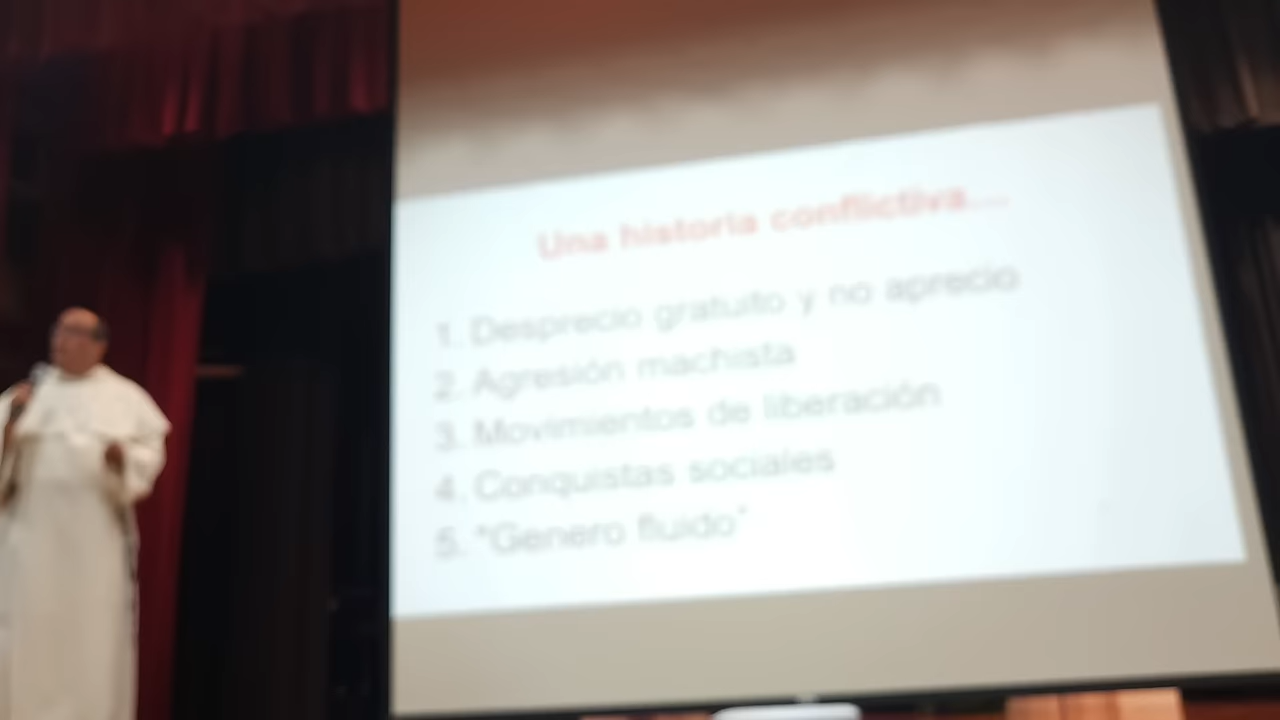 Una historia conflictiva....
1. Desprecio gratuito y no aprecio
2. Agresión machista
3. Movimientos de liberación
4. Conquistas sociales
5. "Genero fluido"